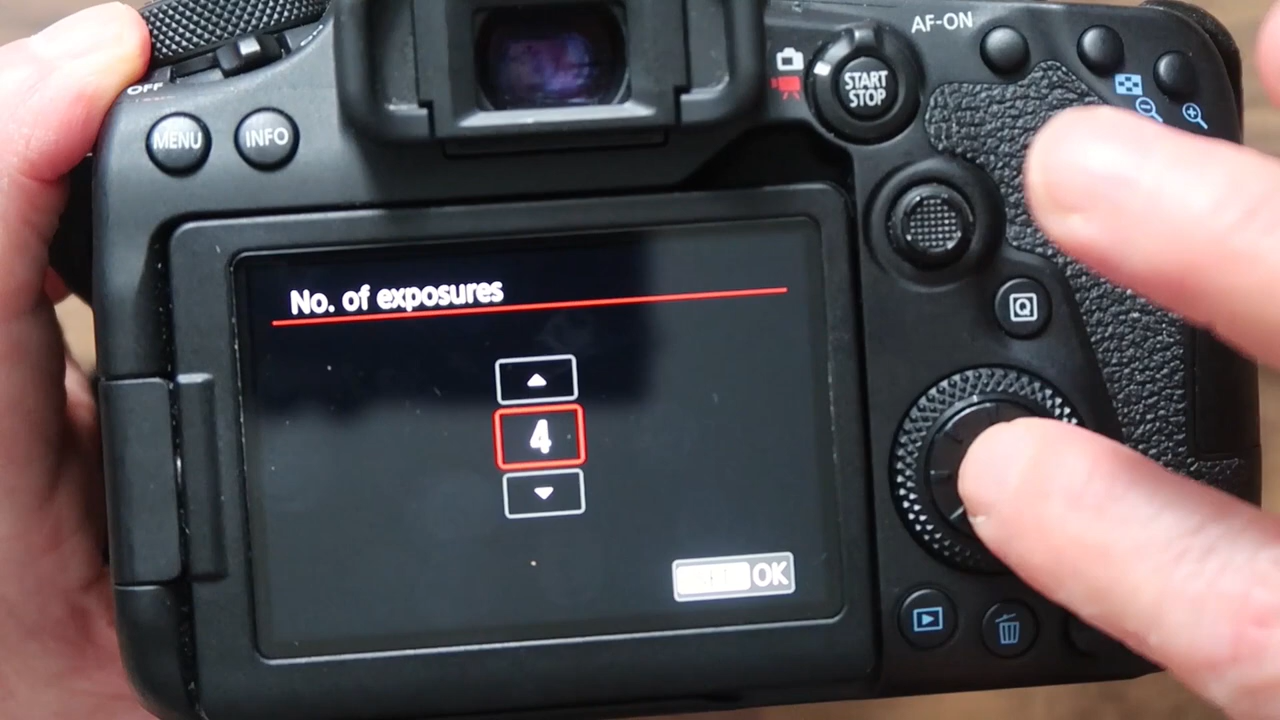 OFF
MENU
INFO
START
STOP
AF-ON
Q
No. of exposures
4
OK